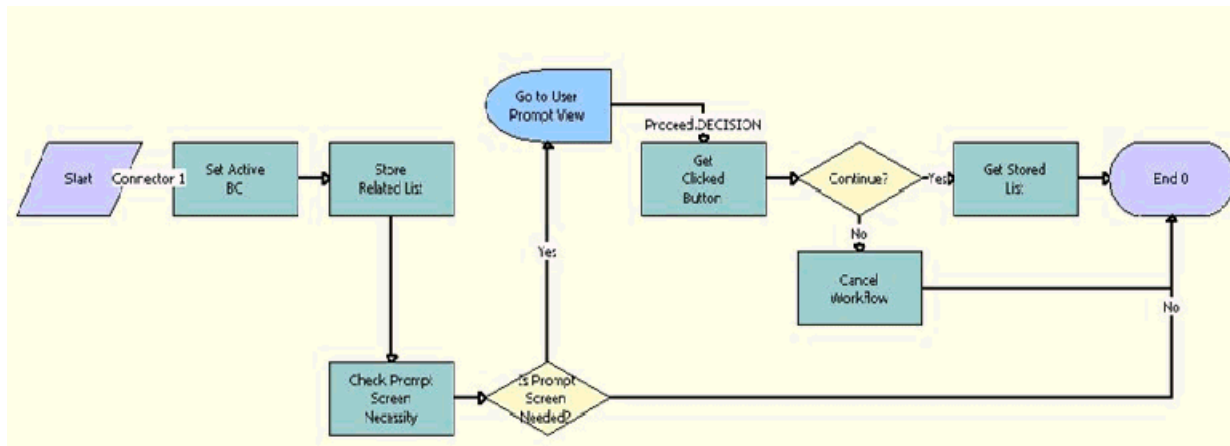 Go to User
Prompt View
Proceed.DECISION
Start
Connector 1
Set Active
BC
Store
Related List
Get
Clicked
Button
Continue?
Yes
Get Stored
List
End 0
No
Yes
Cancel
Workflow
No
Check Prompt
Screen
Necessity
Is Prompt
Screen
Needed?